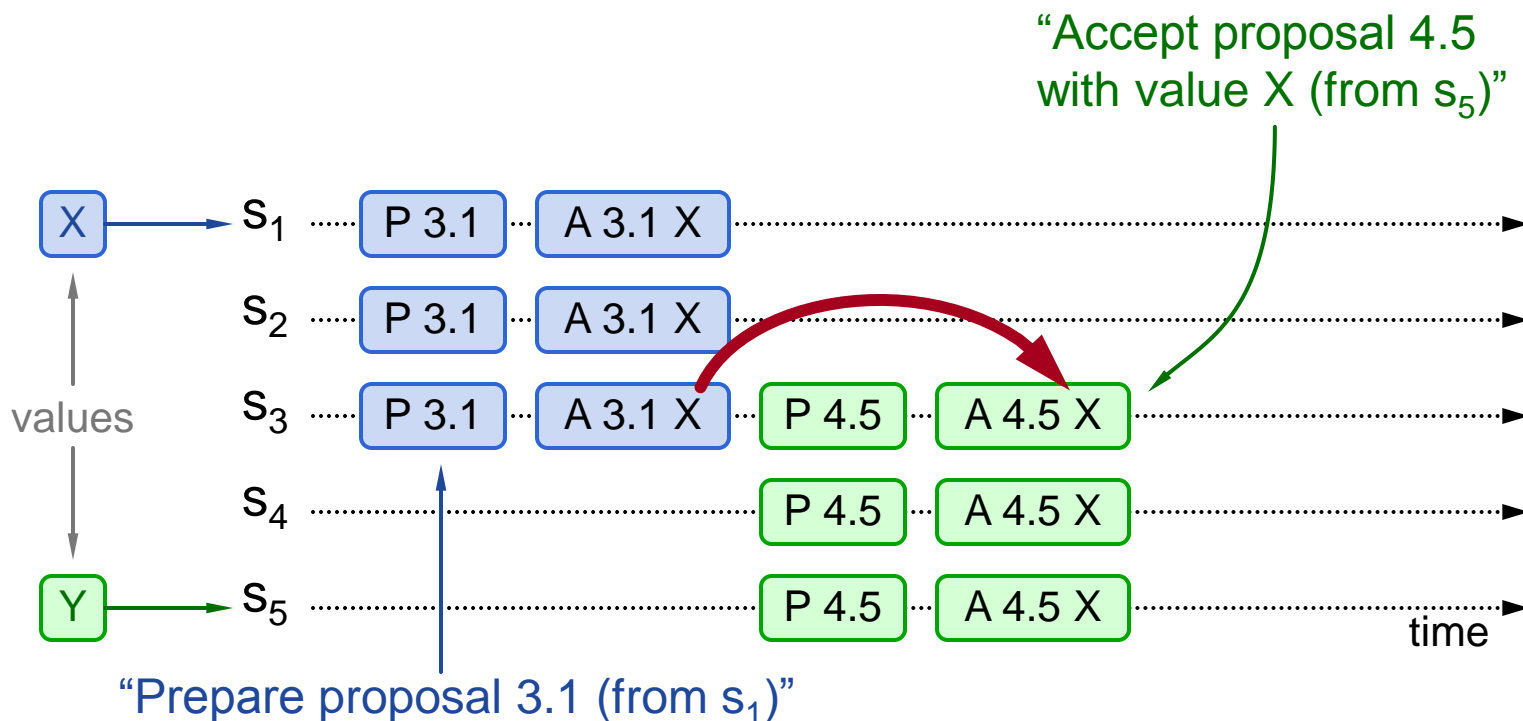 “Accept proposal 4.5
with value X (from s₅)”
X s₁ P 3.1 A 3.1 X
s₂ P 3.1 A 3.1 X
values s₃ P 3.1 A 3.1 X P 4.5 A 4.5 X
s₄ P 4.5 A 4.5 X
Y s₅ P 4.5 A 4.5 X
time
“Prepare proposal 3.1 (from s₁)”